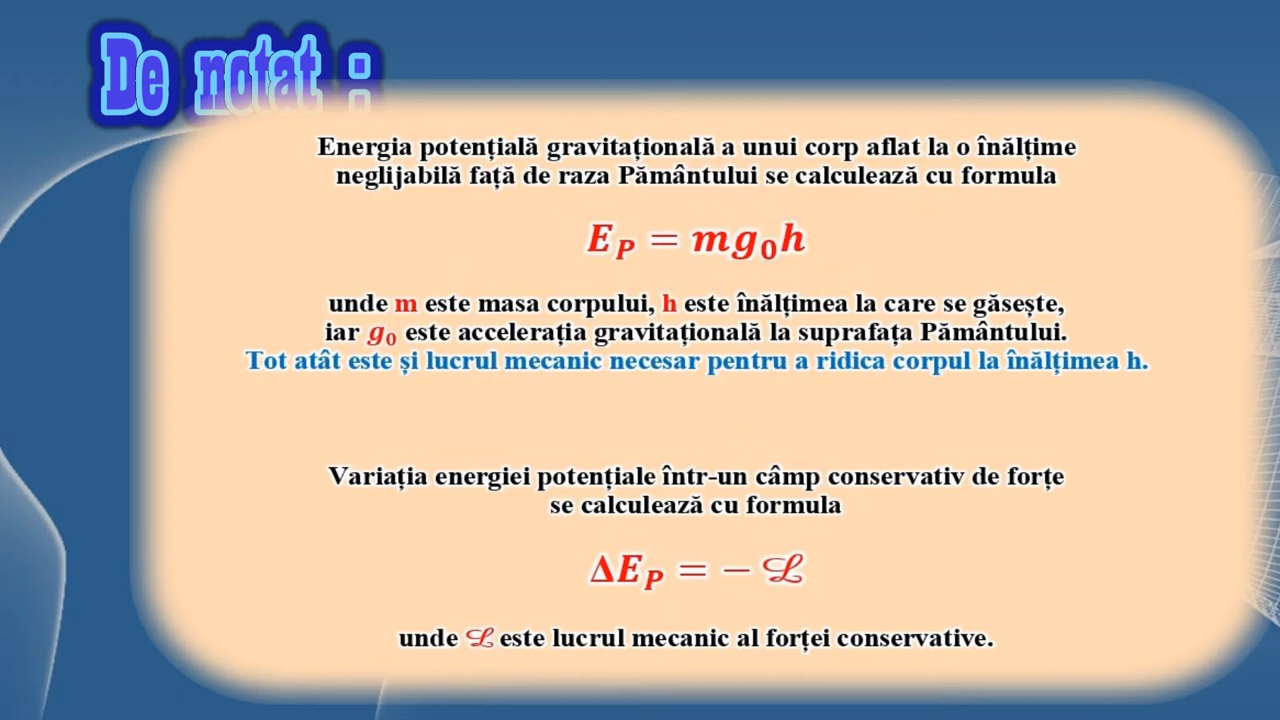 De notat :
Energia potențială gravitațională a unui corp aflat la o înălțime
neglijabilă față de raza Pământului se calculează cu formula
E_P = mg₀h
unde m este masa corpului, h este înălțimea la care se găsește,
iar g₀ este accelerația gravitațională la suprafața Pământului.
Tot atât este și lucrul mecanic necesar pentru a ridica corpul la înălțimea h.
Variația energiei potențiale într-un câmp conservativ de forțe
se calculează cu formula
ΔE_P = − ℒ
unde ℒ este lucrul mecanic al forței conservative.